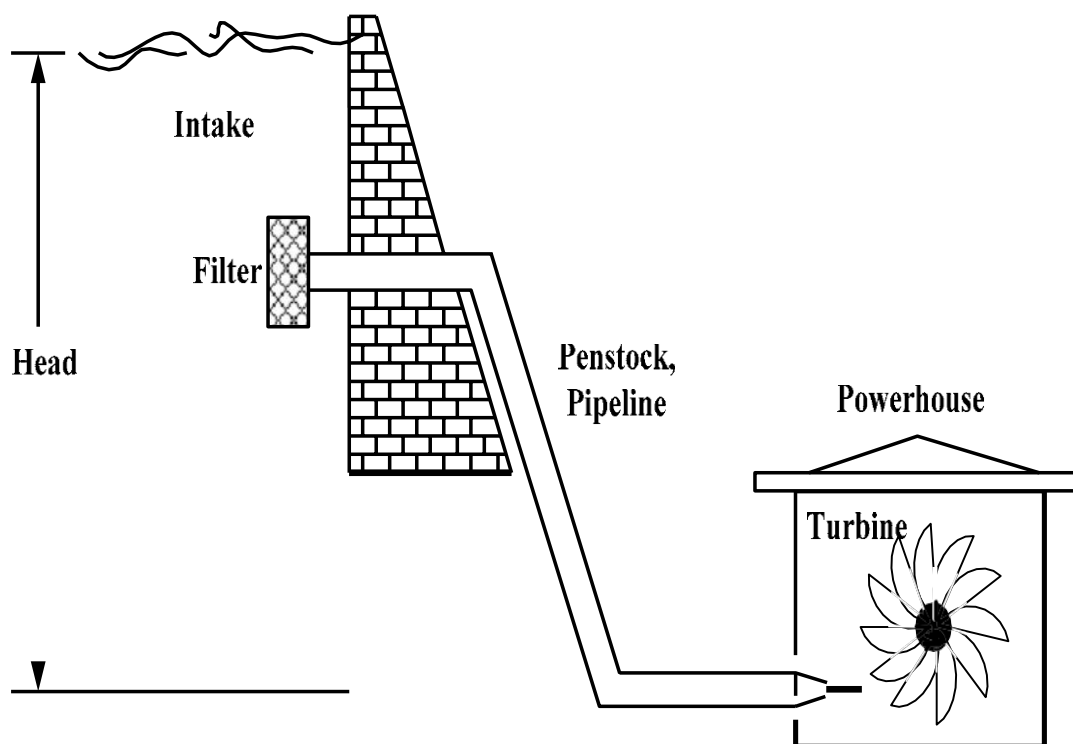 Intake
Filter
Head
Penstock,
Pipeline
Powerhouse
Turbine